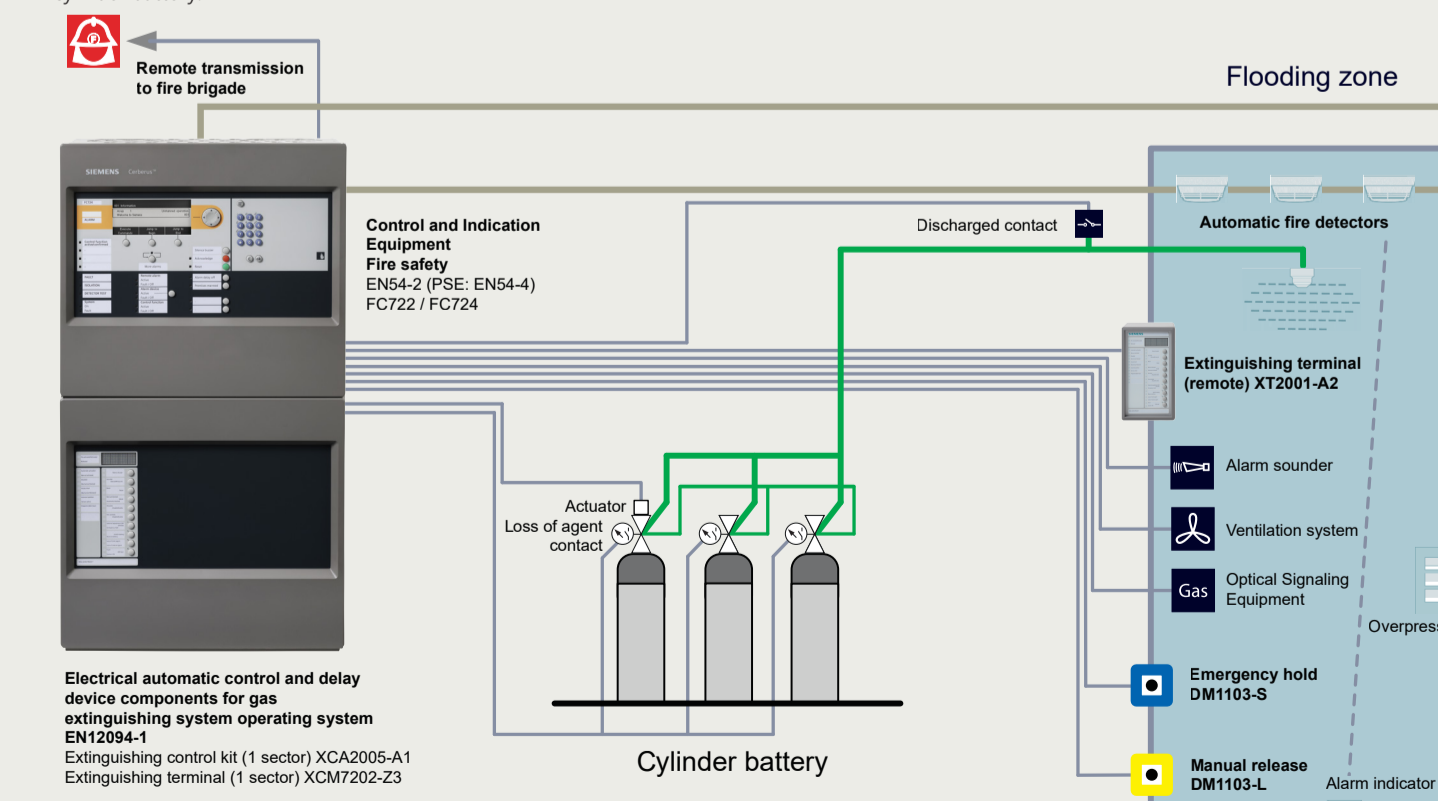 Remote transmission
to fire brigade
Flooding zone
SIEMENS Cerberus™
Control and Indication
Equipment
Fire safety
EN54-2 (PSE: EN54-4)
FC722 / FC724
Discharged contact
Automatic fire detectors
Extinguishing terminal
(remote) XT2001-A2
Alarm sounder
Ventilation system
Gas
Optical Signaling
Equipment
Overpress
Actuator
Loss of agent
contact
Emergency hold
DM1103-S
Electrical automatic control and delay
device components for gas
extinguishing system operating system
EN12094-1
Extinguishing control kit (1 sector) XCA2005-A1
Extinguishing terminal (1 sector) XCM7202-Z3
Cylinder battery
Manual release
DM1103-L
Alarm indicator